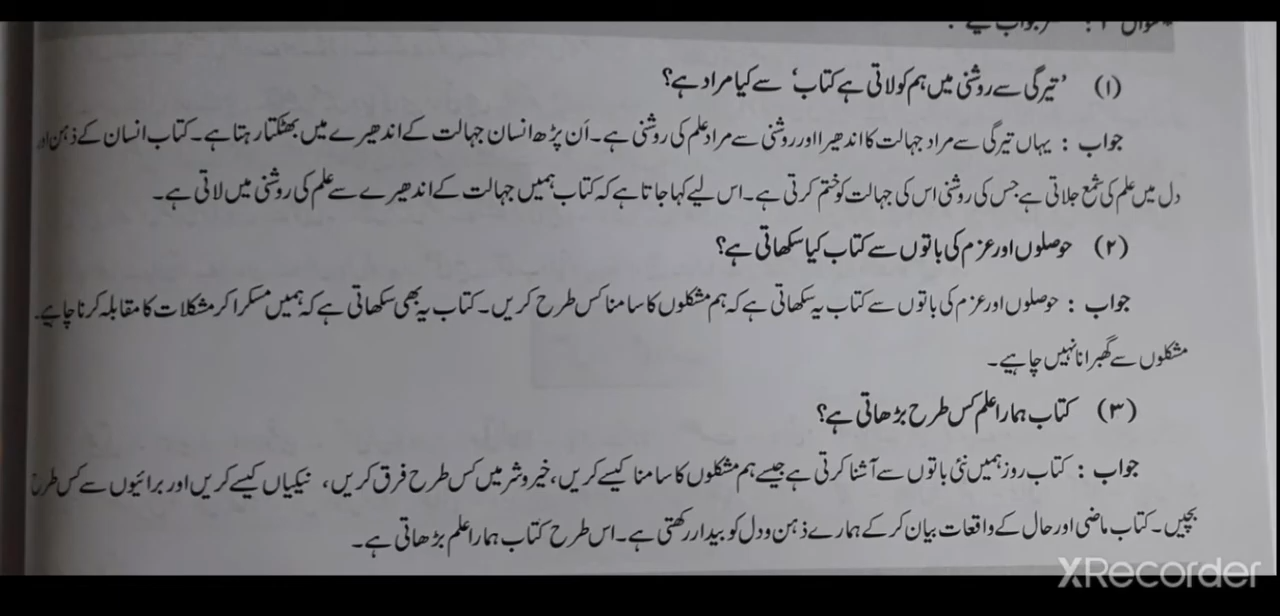 (۱) ’تیرگی سے روشنی میں ہم کو لاتی ہے کتاب‘ سے کیا مراد ہے؟
جواب : یہاں تیرگی سے مراد جہالت کا اندھیرا اور روشنی سے مراد علم کی روشنی ہے۔ اَن پڑھ انسان جہالت کے اندھیرے میں بھٹکتا رہتا ہے۔ کتاب انسان کے ذہن اور
دل میں علم کی شمع جلاتی ہے جس کی روشنی اس کی جہالت کو ختم کرتی ہے۔ اس لیے کہا جاتا ہے کہ کتاب ہمیں جہالت کے اندھیرے سے علم کی روشنی میں لاتی ہے۔
(۲) حوصلوں اور عزم کی باتوں سے کتاب کیا سکھاتی ہے؟
جواب : حوصلوں اور عزم کی باتوں سے کتاب یہ سکھاتی ہے کہ ہم مشکلوں کا سامنا کس طرح کریں۔ کتاب یہ بھی سکھاتی ہے کہ ہمیں مسکرا کر مشکلات کا مقابلہ کرنا چاہیے۔
مشکلوں سے گھبرانا نہیں چاہیے۔
(۳) کتاب ہمارا علم کس طرح بڑھاتی ہے؟
جواب : کتاب روز ہمیں نئی باتوں سے آشنا کرتی ہے جیسے ہم مشکلوں کا سامنا کیسے کریں، خیر و شر میں کس طرح فرق کریں، نیکیاں کیسے کریں اور برائیوں سے کس طرح
بچیں۔ کتاب ماضی اور حال کے واقعات بیان کر کے ہمارے ذہن و دل کو بیدار رکھتی ہے۔ اس طرح کتاب ہمارا علم بڑھاتی ہے۔
XRecorder